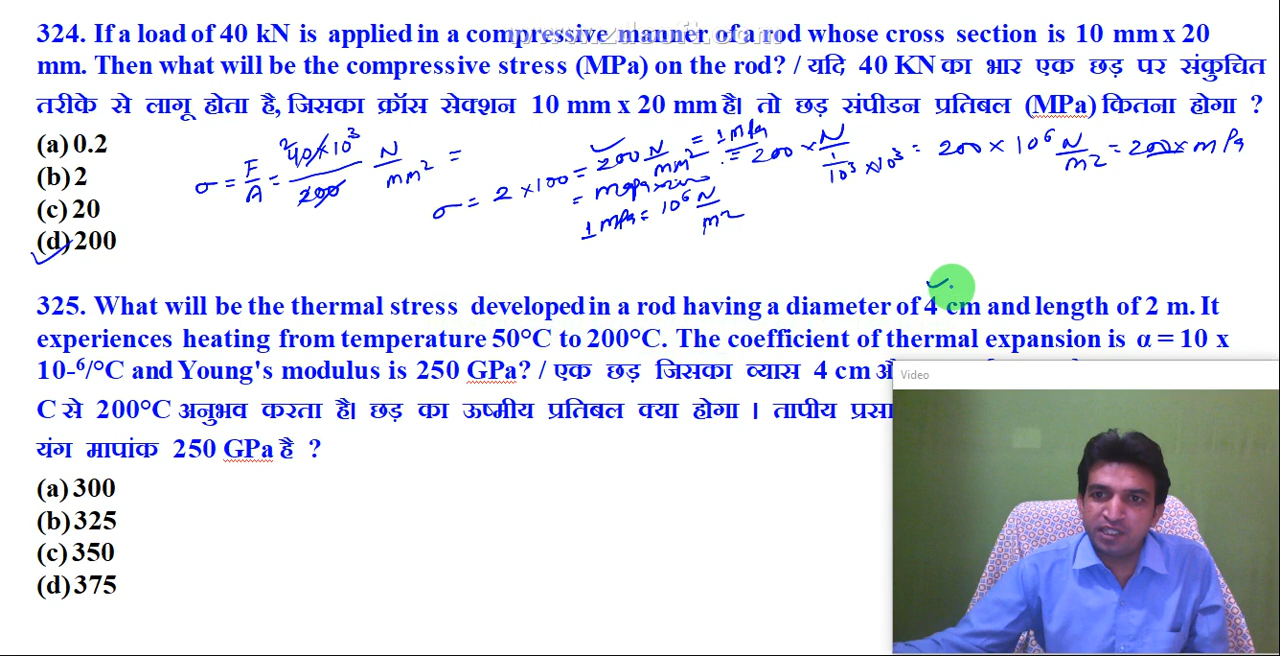 324. If a load of 40 kN is applied in a compressive manner of a rod whose cross section is 10 mm x 20
mm. Then what will be the compressive stress (MPa) on the rod? / यदि 40 KN का भार एक छड़ पर संकुचित
तरीके से लागू होता है, जिसका क्रॉस सेक्शन 10 mm x 20 mm है। तो छड़ संपीडन प्रतिबल (MPa) कितना होगा ?
(a) 0.2
(b) 2
(c) 20
(d) 200
σ = F/A = 40×10³/200 N/mm² =
σ = 2 × 100 = 200 N/mm² = 1 MPa
1 MPa = 10⁶ N/m²
= 200 × 10⁶ N/m² = 200 MPa
325. What will be the thermal stress developed in a rod having a diameter of 4 cm and length of 2 m. It
experiences heating from temperature 50°C to 200°C. The coefficient of thermal expansion is α = 10 x
10-⁶/°C and Young's modulus is 250 GPa? / एक छड़ जिसका व्यास 4 cm
C से 200°C अनुभव करता है। छड़ का ऊष्मीय प्रतिबल क्या होगा । तापीय
यंग मापांक 250 GPa है ?
(a) 300
(b) 325
(c) 350
(d) 375
Video